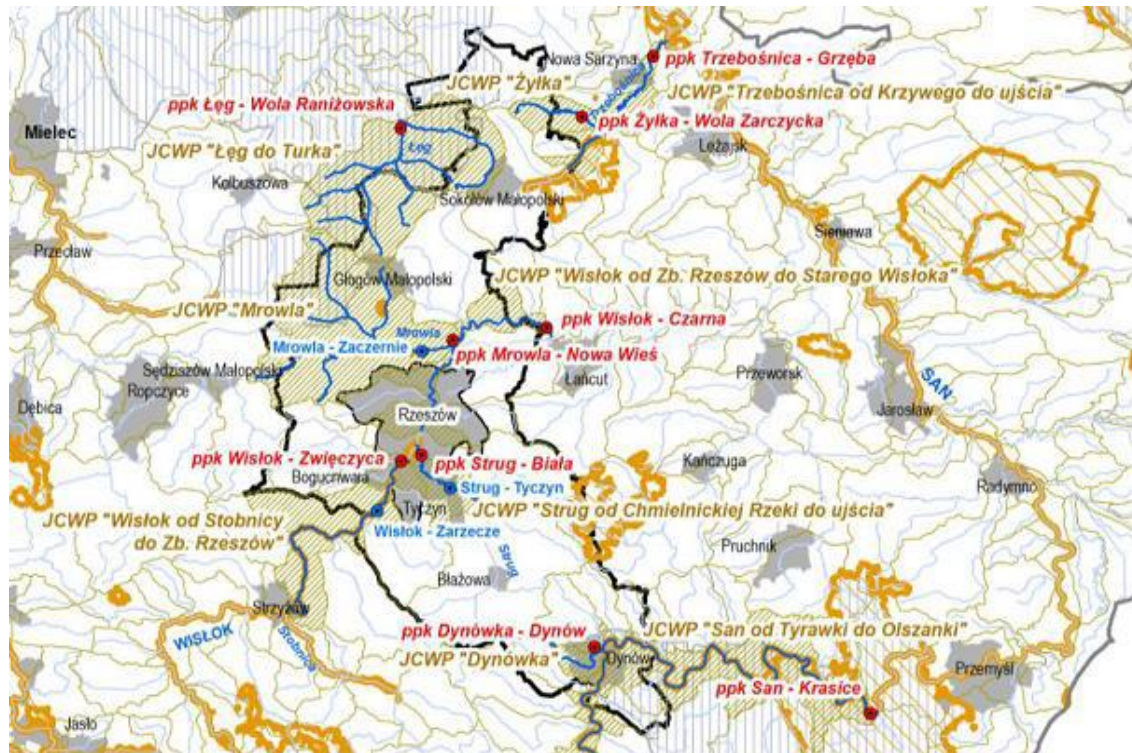 Nowa Sarzyna
ppk Trzebośnica - Grzęba
JCWP "Żyłka"
Trzebośnica
JCWP "Trzebośnica od Krzywego do ujścia"
ppk Łęg - Wola Raniżowska
ppk Żyłka - Wola Zarczycka
Mielec
JCWP "Łęg do Turka"
Łęg
Leżajsk
Kolbuszowa
Sokołów Małopolski
Sieniawa
Przecław
Głogów Małopolski
JCWP "Wisłok od Zb. Rzeszów do Starego Wisłoka"
JCWP "Mrowla"
Mrowla
ppk Wisłok - Czarna
Mrowla - Zaczernie
ppk Mrowla - Nowa Wieś
Sędziszów Małopolski
Ropczyce
Łańcut
Przeworsk
SAN
Dębica
Rzeszów
Jarosław
ppk Wisłok - Zwięczyca
ppk Strug - Biała
Kańczuga
Boguchwała
Strug - Tyczyn
Radymno
Tyczyn
JCWP "Strug od Chmielnickiej Rzeki do ujścia"
JCWP "Wisłok od Stobnicy
do Zb. Rzeszów"
Wisłok - Zarzecze
Pruchnik
Strug
Błażowa
Strzyżów
WISŁOK
Stobnica
ppk Dynówka - Dynów
JCWP "San od Tyrawki do Olszanki"
JCWP "Dynówka"
Dynów
Przemyśl
ppk San - Krasice
Jasło